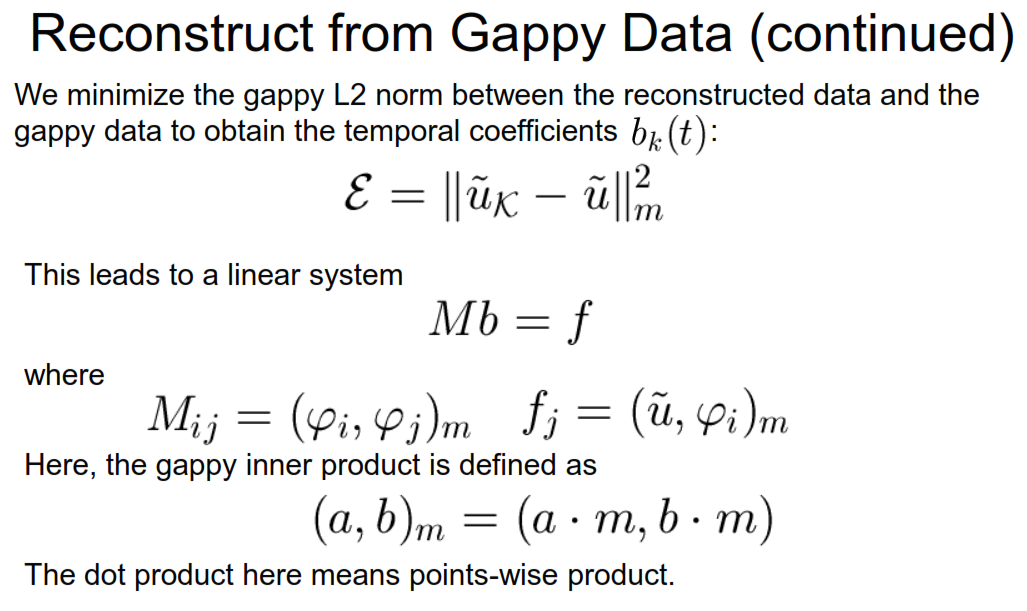 Reconstruct from Gappy Data (continued)
We minimize the gappy L2 norm between the reconstructed data and the
gappy data to obtain the temporal coefficients $b_k(t)$:
$\mathcal{E} = \|\tilde{u}_{\mathcal{K}} - \tilde{u}\|_m^2$
This leads to a linear system
$Mb = f$
where
$M_{ij} = (\varphi_i, \varphi_j)_m \quad f_j = (\tilde{u}, \varphi_i)_m$
Here, the gappy inner product is defined as
$(a, b)_m = (a \cdot m, b \cdot m)$
The dot product here means points-wise product.